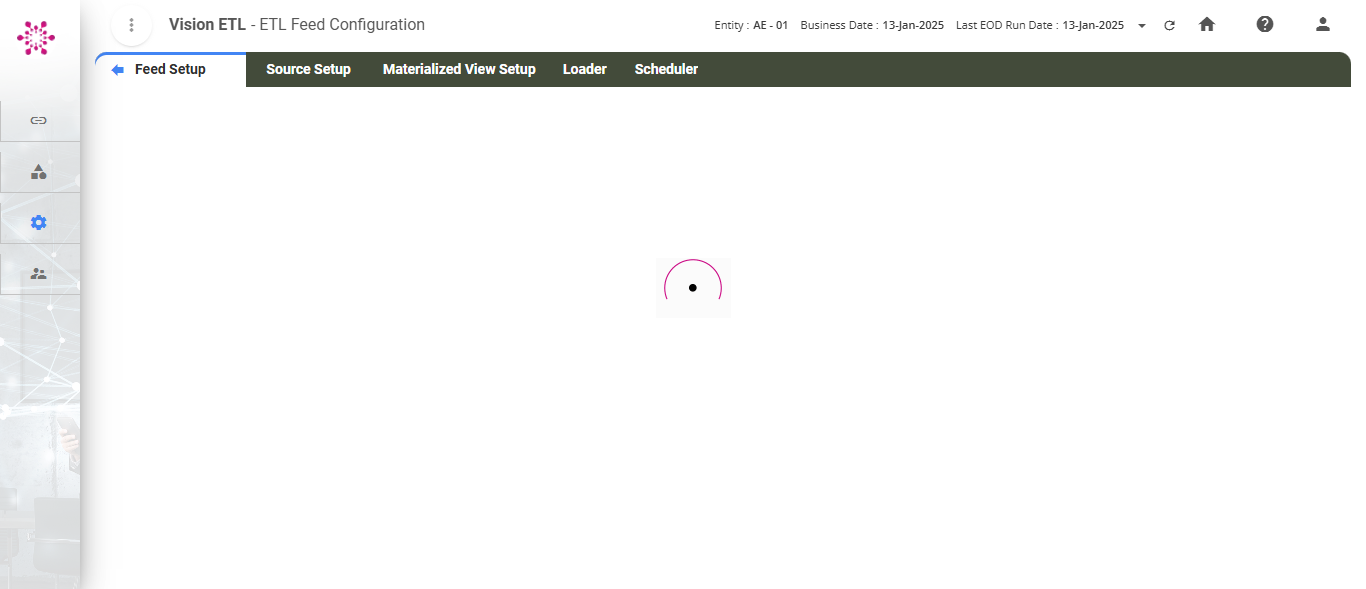 Vision ETL - ETL Feed Configuration
Entity : AE - 01 Business Date : 13-Jan-2025 Last EOD Run Date : 13-Jan-2025
Feed Setup Source Setup Materialized View Setup Loader Scheduler